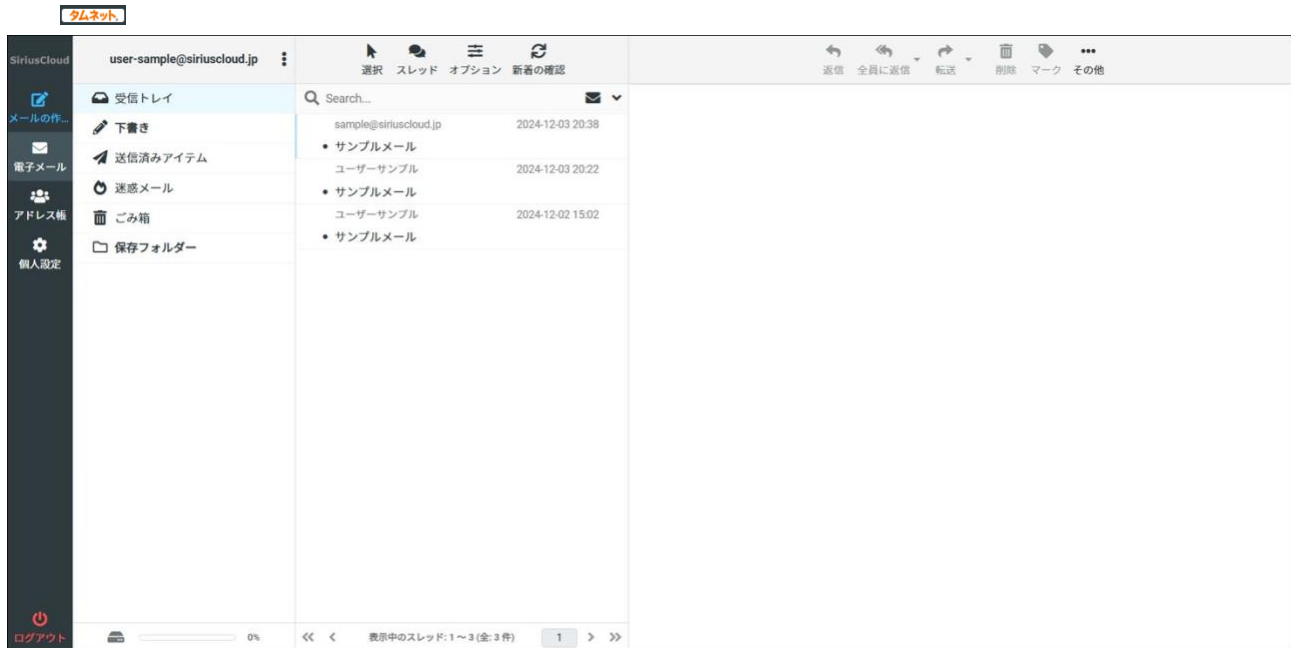 タムネット
SiriusCloud
メールの作...
電子メール
アドレス帳
個人設定
ログアウト
user-sample@siriuscloud.jp
受信トレイ
下書き
送信済みアイテム
迷惑メール
ごみ箱
保存フォルダー
0%
選択 スレッド オプション 新着の確認
Search...
sample@siriuscloud.jp 2024-12-03 20:38
• サンプルメール
ユーザーサンプル 2024-12-03 20:22
• サンプルメール
ユーザーサンプル 2024-12-02 15:02
• サンプルメール
表示中のスレッド: 1 ～ 3 (全: 3 件) 1
返信 全員に返信 転送 削除 マーク その他